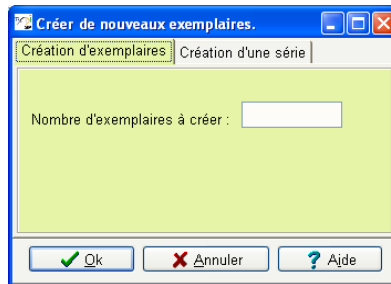 Créer de nouveaux exemplaires.
Création d'exemplaires Création d'une série
Nombre d'exemplaires à créer :
Ok Annuler Aide